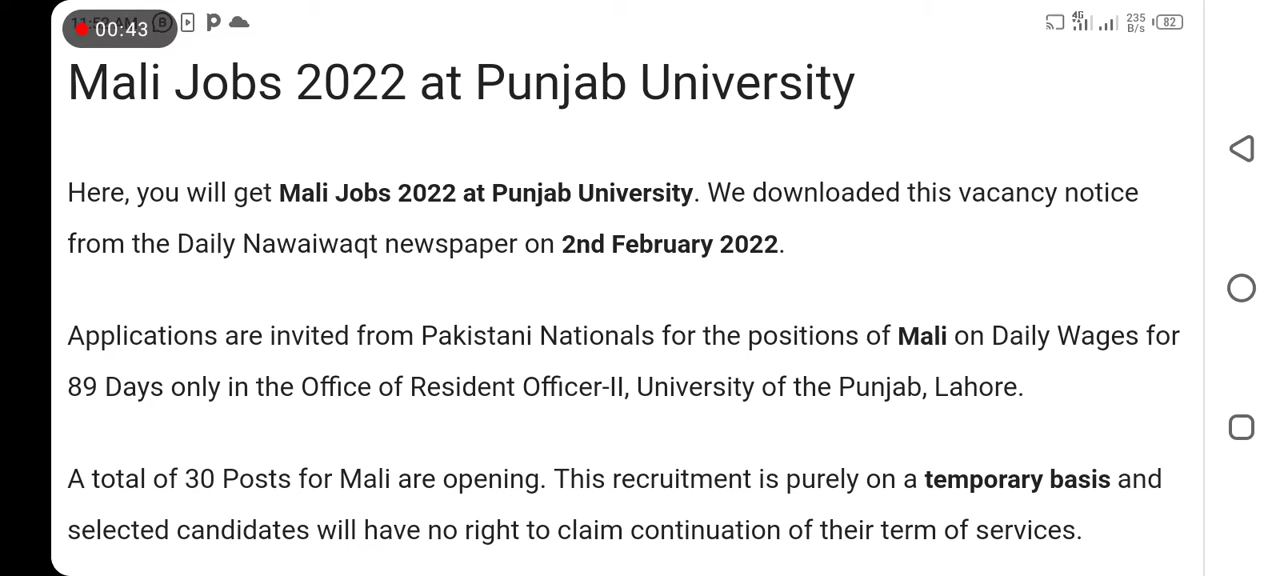 00:43
235
B/s
4G
82
Mali Jobs 2022 at Punjab University
Here, you will get Mali Jobs 2022 at Punjab University. We downloaded this vacancy notice
from the Daily Nawaiwaqt newspaper on 2nd February 2022.
Applications are invited from Pakistani Nationals for the positions of Mali on Daily Wages for
89 Days only in the Office of Resident Officer-II, University of the Punjab, Lahore.
A total of 30 Posts for Mali are opening. This recruitment is purely on a temporary basis and
selected candidates will have no right to claim continuation of their term of services.